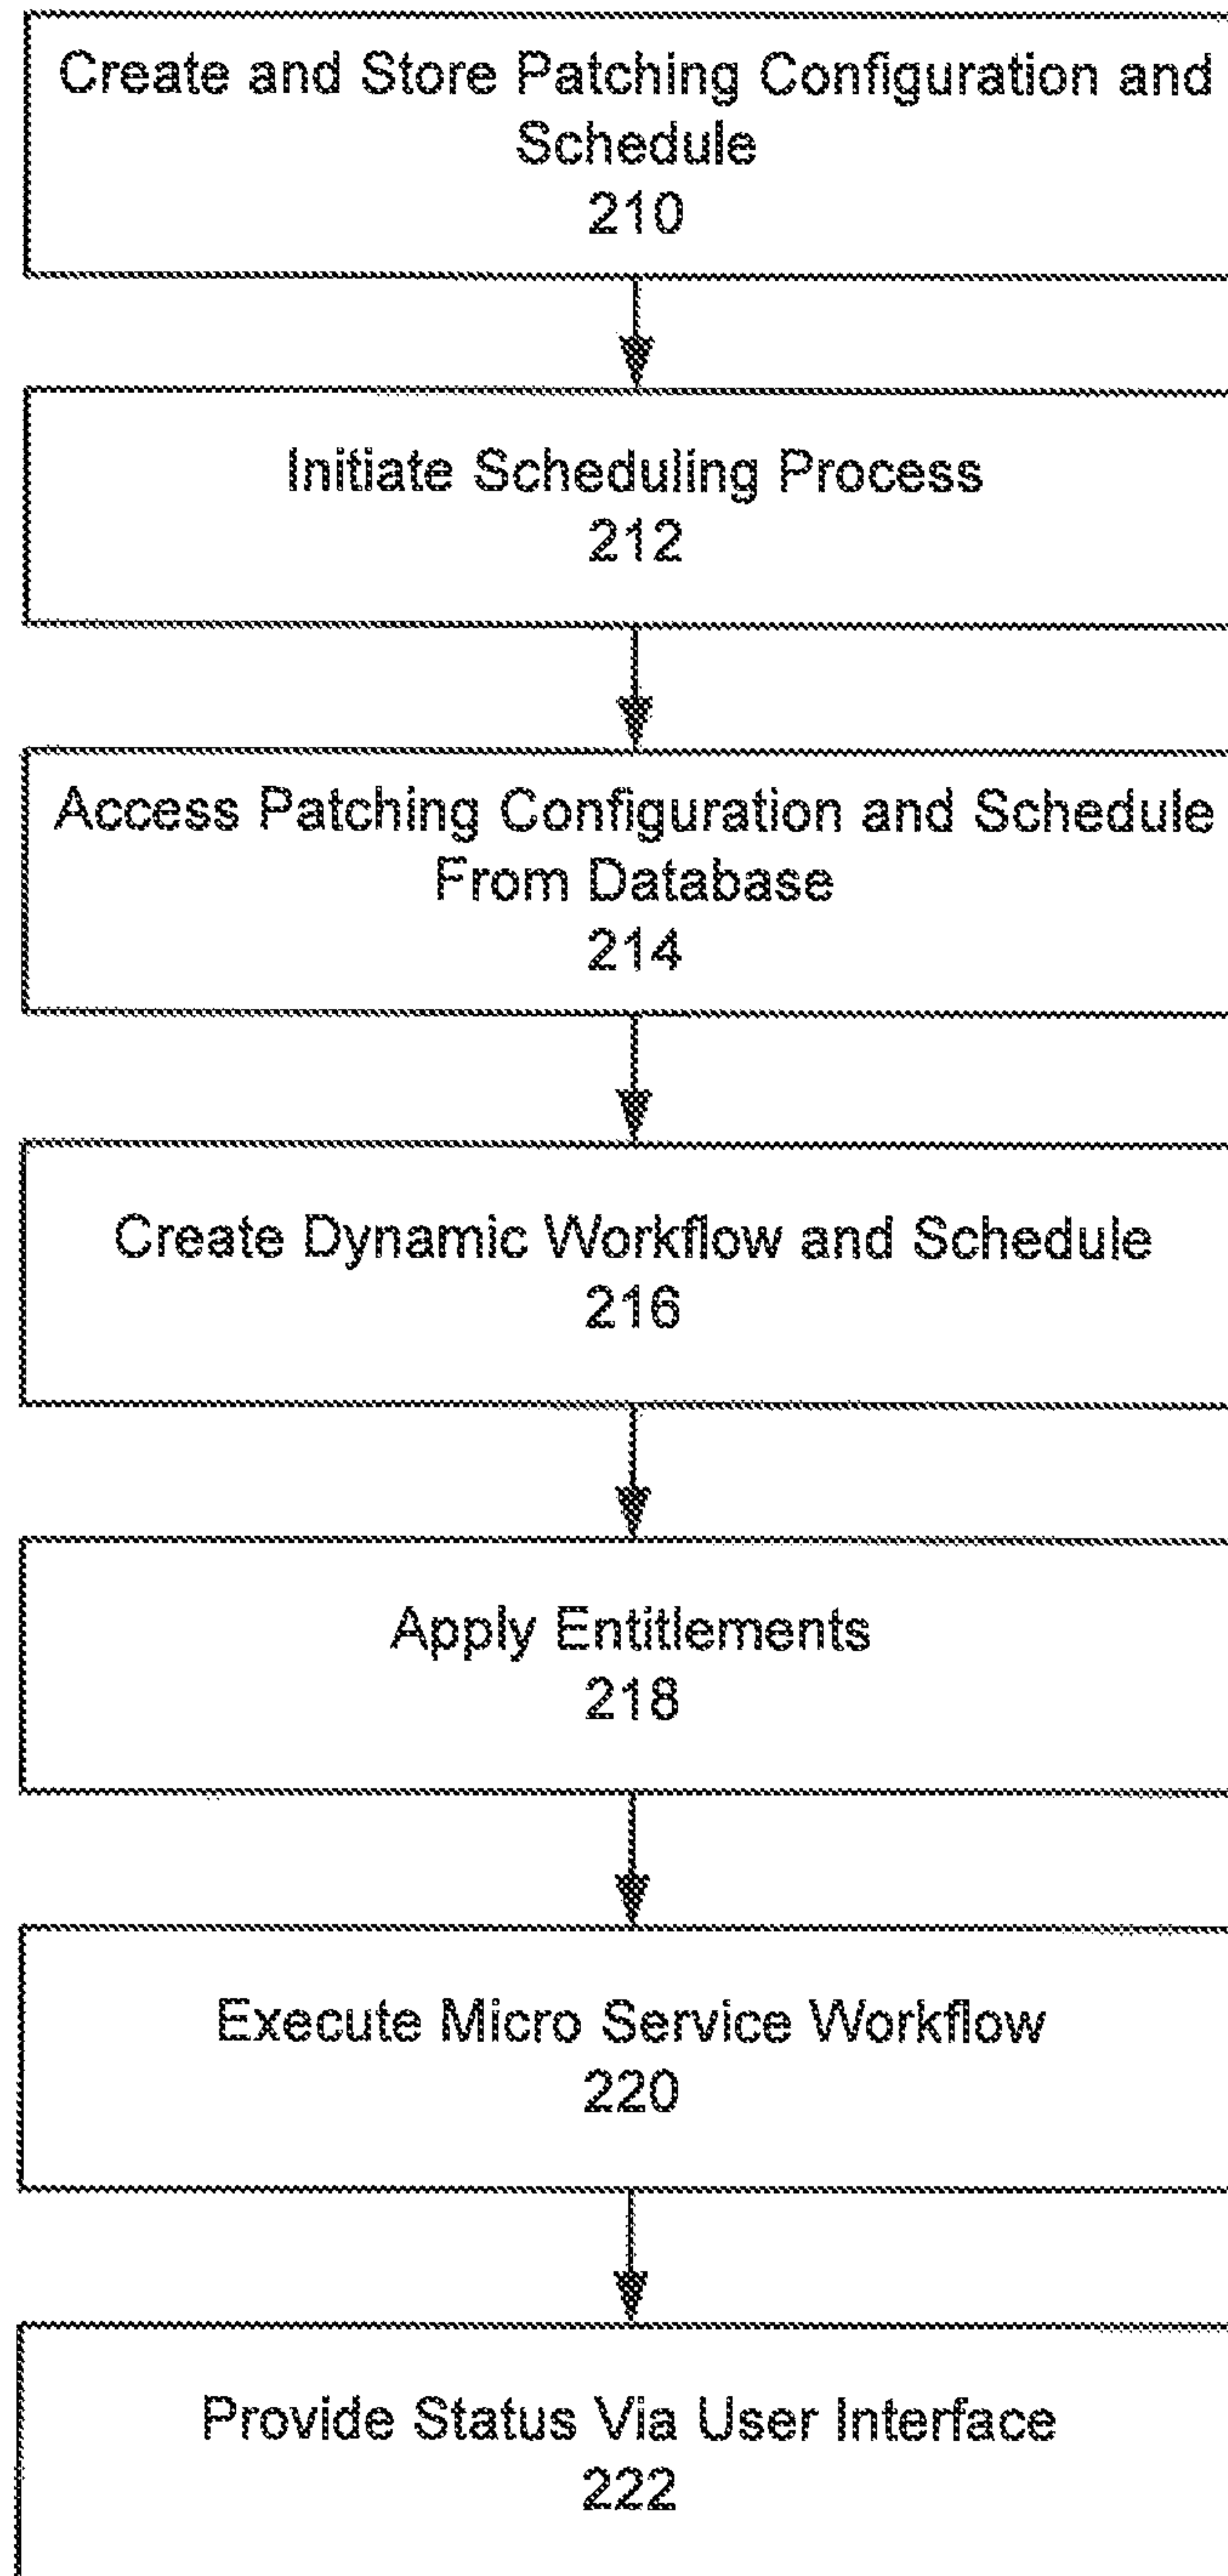 Create and Store Patching Configuration and
Schedule
210
Initiate Scheduling Process
212
Access Patching Configuration and Schedule
From Database
214
Create Dynamic Workflow and Schedule
216
Apply Entitlements
218
Execute Micro Service Workflow
220
Provide Status Via User Interface
222